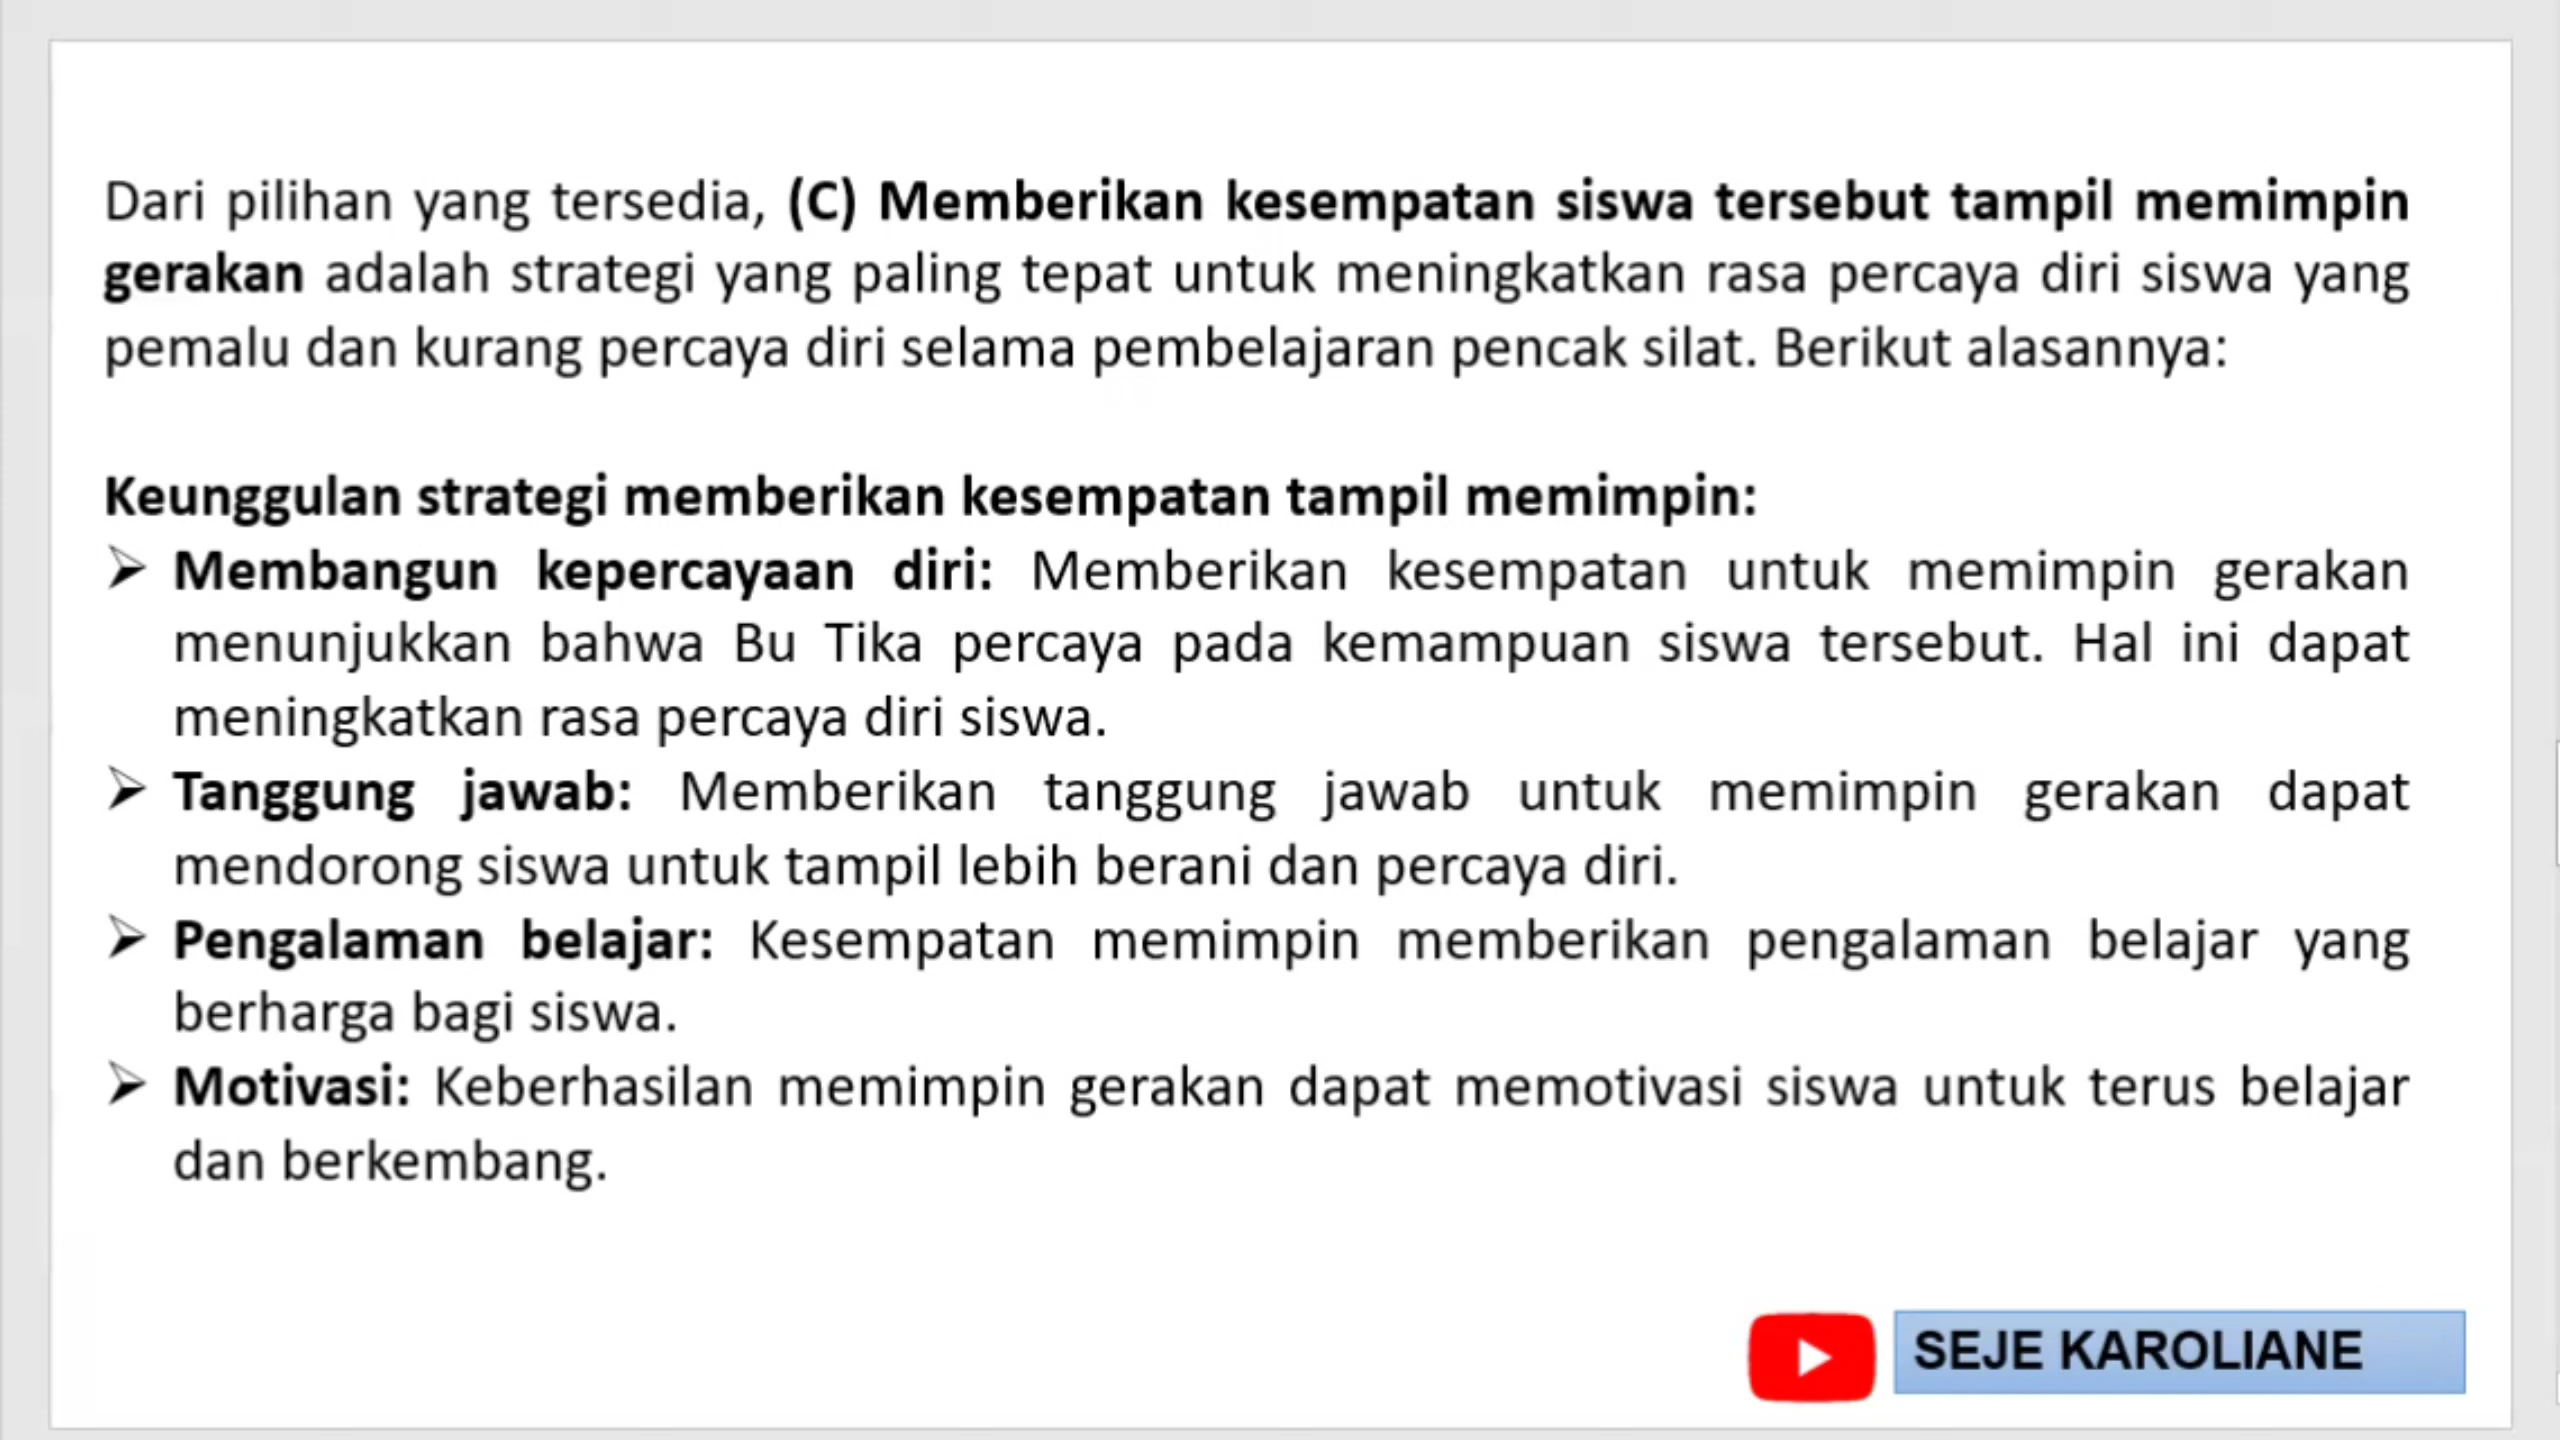 Dari pilihan yang tersedia, (C) Memberikan kesempatan siswa tersebut tampil memimpin
gerakan adalah strategi yang paling tepat untuk meningkatkan rasa percaya diri siswa yang
pemalu dan kurang percaya diri selama pembelajaran pencak silat. Berikut alasannya:
Keunggulan strategi memberikan kesempatan tampil memimpin:
➢ Membangun kepercayaan diri: Memberikan kesempatan untuk memimpin gerakan
menunjukkan bahwa Bu Tika percaya pada kemampuan siswa tersebut. Hal ini dapat
meningkatkan rasa percaya diri siswa.
➢ Tanggung jawab: Memberikan tanggung jawab untuk memimpin gerakan dapat
mendorong siswa untuk tampil lebih berani dan percaya diri.
➢ Pengalaman belajar: Kesempatan memimpin memberikan pengalaman belajar yang
berharga bagi siswa.
➢ Motivasi: Keberhasilan memimpin gerakan dapat memotivasi siswa untuk terus belajar
dan berkembang.
SEJE KAROLIANE